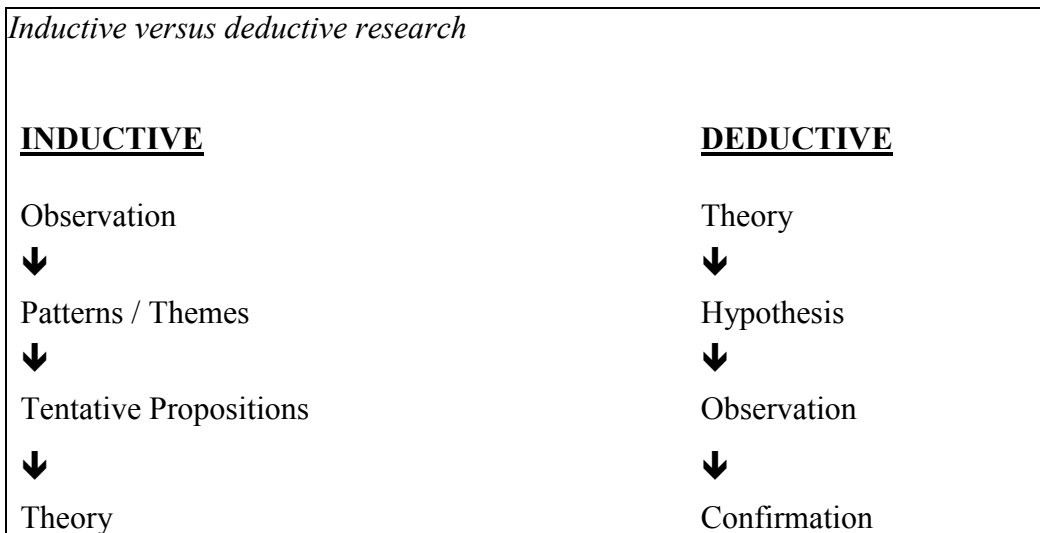 Inductive versus deductive research
INDUCTIVE DEDUCTIVE
Observation Theory
🡻 🡻
Patterns / Themes Hypothesis
🡻 🡻
Tentative Propositions Observation
🡻 🡻
Theory Confirmation